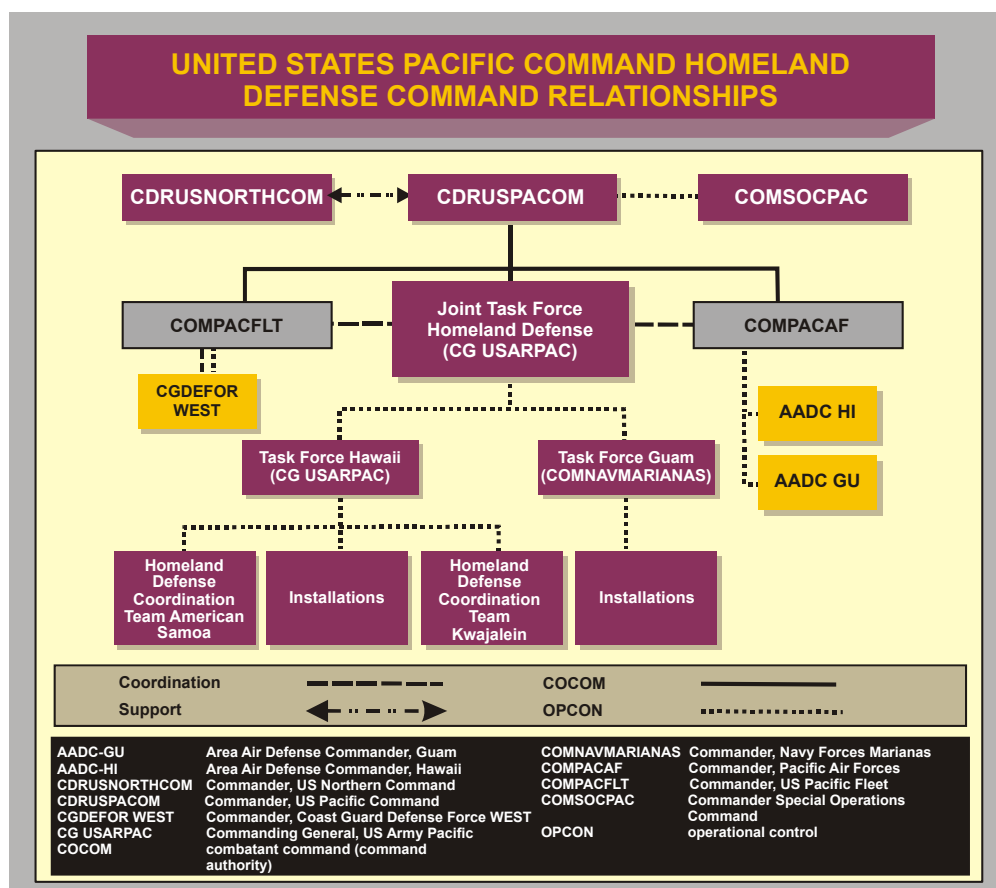 UNITED STATES PACIFIC COMMAND HOMELAND
DEFENSE COMMAND RELATIONSHIPS
CDRUSNORTHCOM
CDRUSPACOM
COMSOCPAC
COMPACFLT
Joint Task Force
Homeland Defense
(CG USARPAC)
COMPACAF
CGDEFOR
WEST
AADC HI
AADC GU
Task Force Hawaii
(CG USARPAC)
Task Force Guam
(COMNAVMARIANAS)
Homeland
Defense
Coordination
Team American
Samoa
Installations
Homeland
Defense
Coordination
Team
Kwajalein
Installations
Coordination
Support
COCOM
OPCON
AADC-GU Area Air Defense Commander, Guam
AADC-HI Area Air Defense Commander, Hawaii
CDRUSNORTHCOM Commander, US Northern Command
CDRUSPACOM Commander, US Pacific Command
CGDEFOR WEST Commander, Coast Guard Defense Force WEST
CG USARPAC Commanding General, US Army Pacific
COCOM combatant command (command
authority)
COMNAVMARIANAS Commander, Navy Forces Marianas
COMPACAF Commander, Pacific Air Forces
COMPACFLT Commander, US Pacific Fleet
COMSOCPAC Commander Special Operations
Command
OPCON operational control